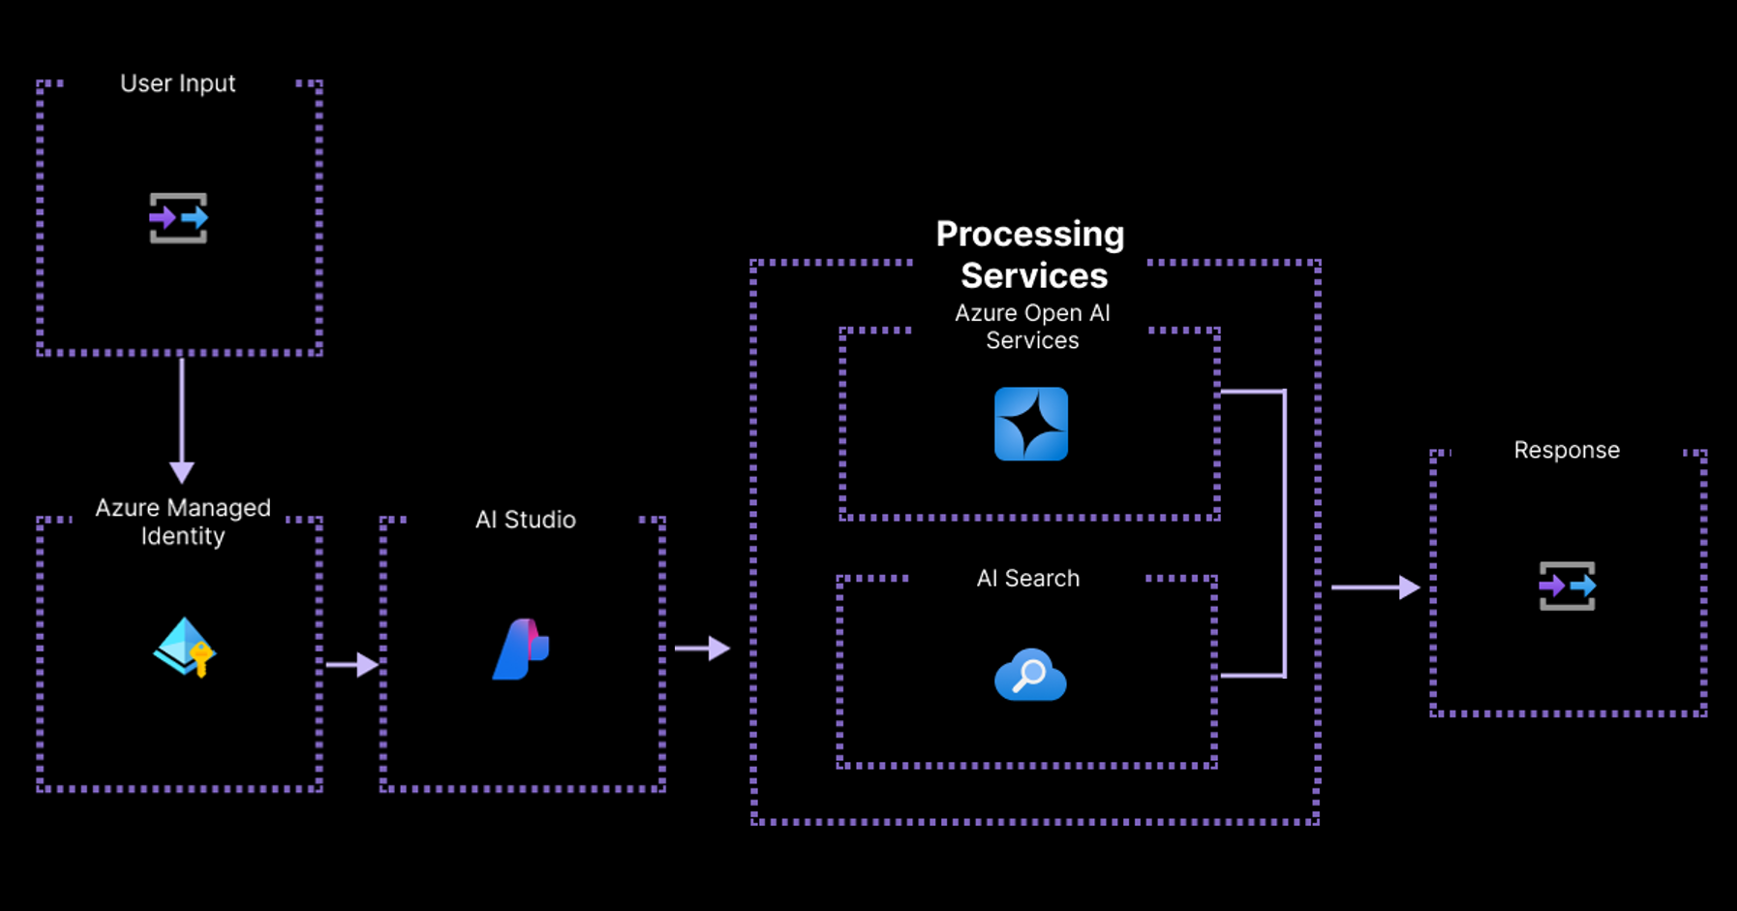 User Input
Azure Managed
Identity
AI Studio
Processing
Services
Azure Open AI
Services
AI Search
Response